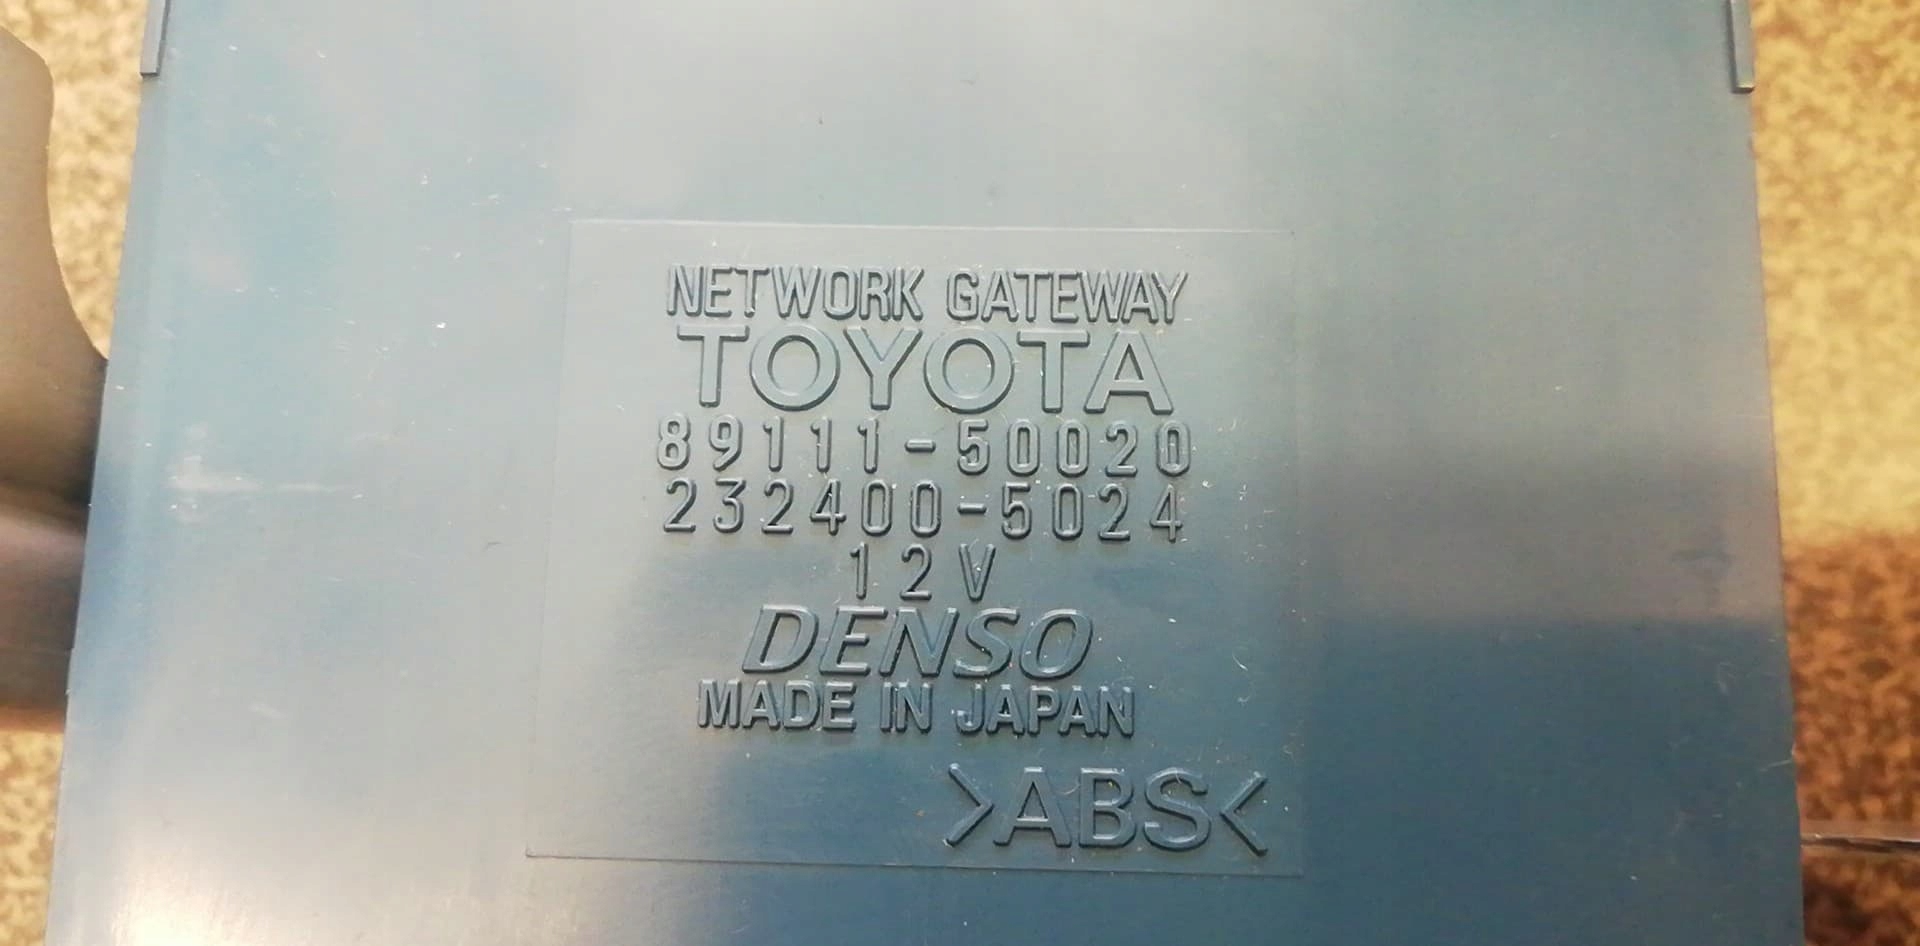 NETWORK GATEWAY
TOYOTA
89111-50020
232400-5024
12V
DENSO
MADE IN JAPAN
>ABS<